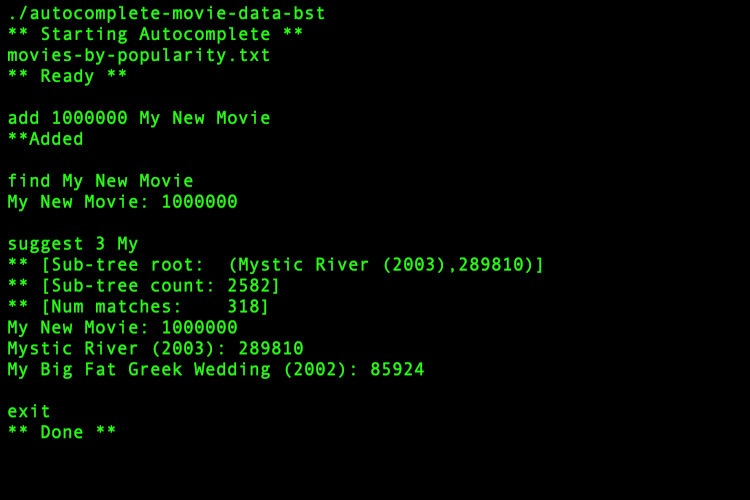 ./autocomplete-movie-data-bst
** Starting Autocomplete **
movies-by-popularity.txt
** Ready **

add 1000000 My New Movie
**Added

find My New Movie
My New Movie: 1000000

suggest 3 My
** [Sub-tree root:  (Mystic River (2003),289810)]
** [Sub-tree count: 2582]
** [Num matches:    318]
My New Movie: 1000000
Mystic River (2003): 289810
My Big Fat Greek Wedding (2002): 85924

exit
** Done **